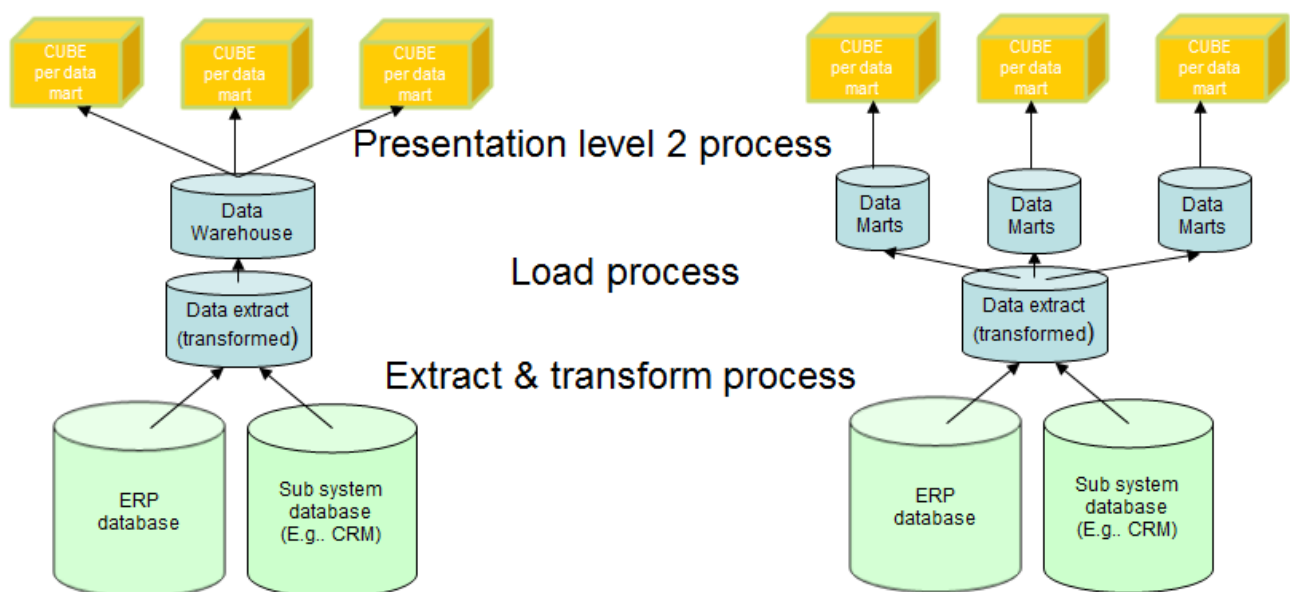 CUBE
per data
mart
CUBE
per data
mart
CUBE
per data
mart
CUBE
per data
mart
CUBE
per data
mart
CUBE
per data
mart
Presentation level 2 process
Data
Warehouse
Data
Marts
Data
Marts
Data
Marts
Load process
Data extract
(transformed)
Data extract
(transformed)
Extract & transform process
ERP
database
Sub system
database
(E.g.. CRM)
ERP
database
Sub system
database
(E.g.. CRM)